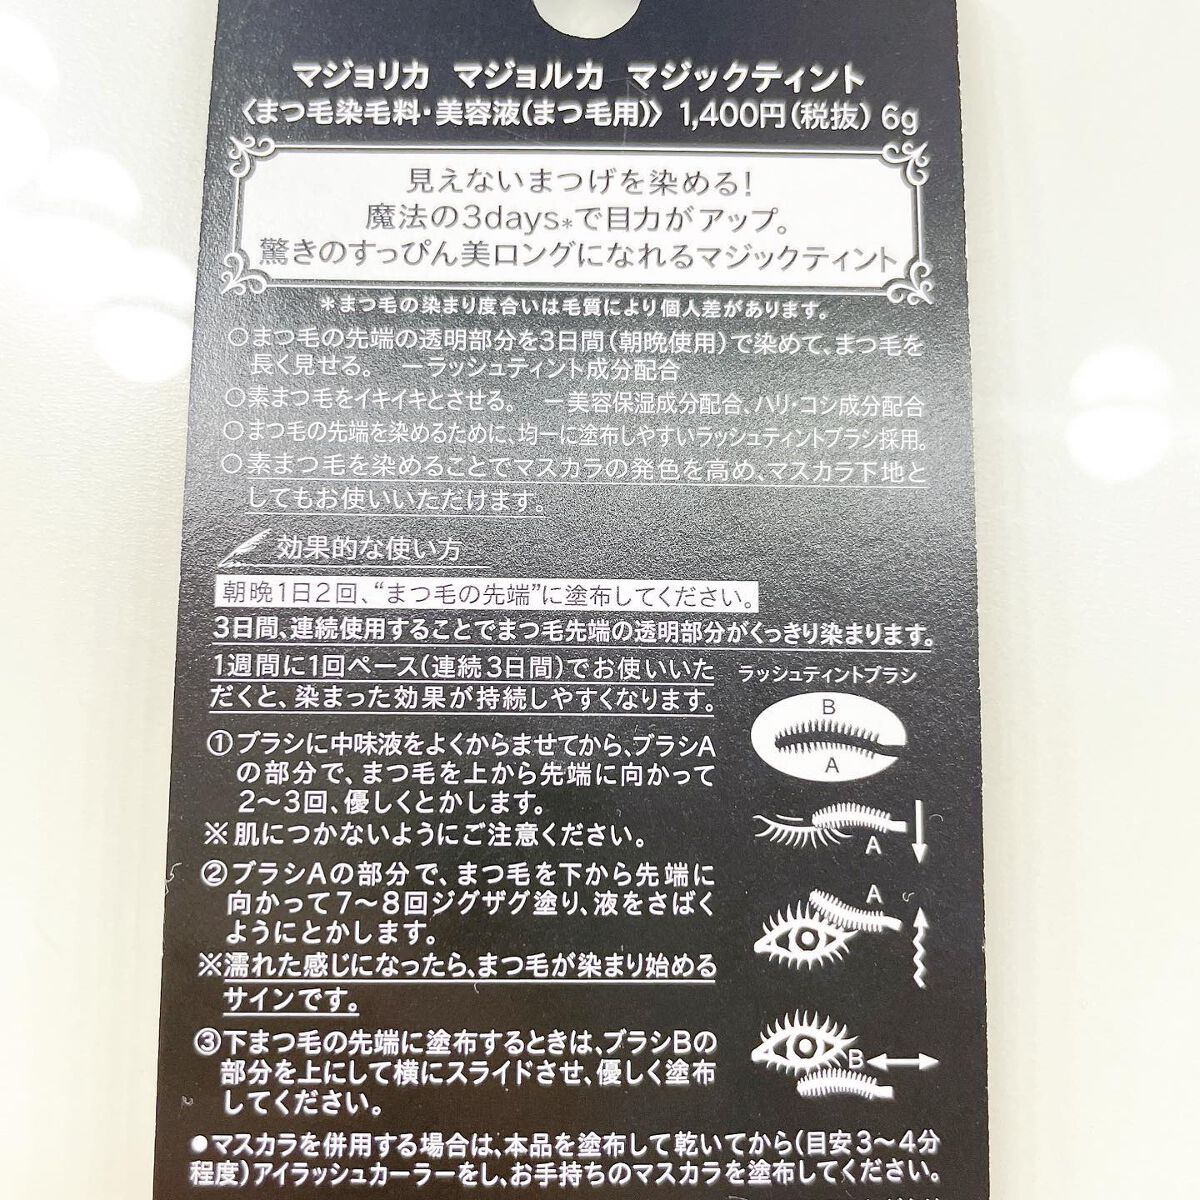 マジョリカ マジョルカ マジックティント
〈まつ毛染毛料・美容液(まつ毛用)〉 1,400円(税抜) 6g
見えないまつげを染める!
魔法の3days*で目力がアップ。
驚きのすっぴん美ロングになれるマジックティント
*まつ毛の染まり度合いは毛質により個人差があります。
○まつ毛の先端の透明部分を3日間(朝晩使用)で染めて、まつ毛を
長く見せる。 ーラッシュティント成分配合
○素まつ毛をイキイキとさせる。 ー美容保湿成分配合、ハリ・コシ成分配合
○まつ毛の先端を染めるために、均一に塗布しやすいラッシュティントブラシ採用。
○素まつ毛を染めることでマスカラの発色を高め、マスカラ下地と
してもお使いいただけます。
効果的な使い方
朝晩1日2回、“まつ毛の先端”に塗布してください。
3日間、連続使用することでまつ毛先端の透明部分がくっきり染まります。
1週間に1回ペース(連続3日間)でお使いいた
だくと、染まった効果が持続しやすくなります。
ラッシュティントブラシ
B
A
①ブラシに中味液をよくからませてから、ブラシA
の部分で、まつ毛を上から先端に向かって
2〜3回、優しくとかします。
※肌につかないようにご注意ください。
A
②ブラシAの部分で、まつ毛を下から先端に
向かって7〜8回ジグザグ塗り、液をさばく
ようにとかします。
※濡れた感じになったら、まつ毛が染まり始める
サインです。
A
③下まつ毛の先端に塗布するときは、ブラシBの
部分を上にして横にスライドさせ、優しく塗布
してください。
B
●マスカラを併用する場合は、本品を塗布して乾いてから(目安3〜4分
程度)アイラッシュカーラーをし、お手持ちのマスカラを塗布してください。